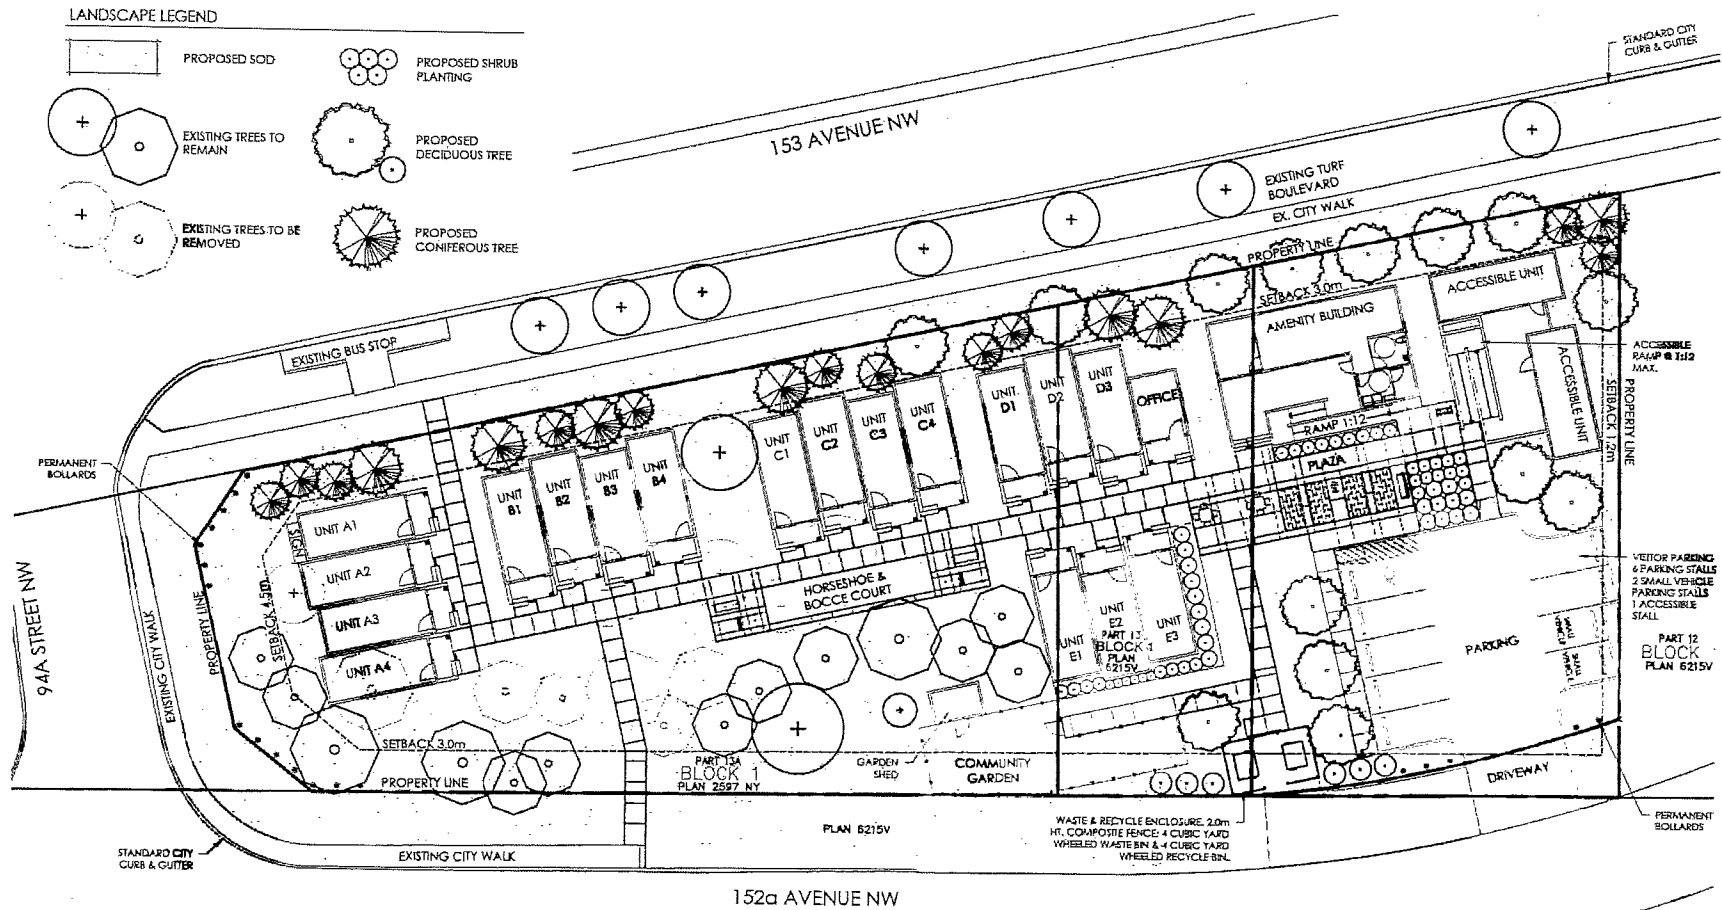 LANDSCAPE LEGEND
PROPOSED SOD
PROPOSED SHRUB
PLANTING
EXISTING TREES TO
REMAIN
PROPOSED
DECIDUOUS TREE
EXISTING TREES TO BE
REMOVED
PROPOSED
CONIFEROUS TREE
STANDARD CITY
CURB & GUTTER
153 AVENUE NW
EXISTING TURF
BOULEVARD
EX. CITY WALK
PROPERTY LINE
SETBACK 3.0m
EXISTING BUS STOP
AMENITY BUILDING
ACCESSIBLE UNIT
ACCESSIBLE
RAMP @ 1:12
MAX.
ACCESSIBLE UNIT
PROPERTY LINE
SETBACK 1.2m
UNIT
D1
UNIT
D2
UNIT
D3
OFFICE
RAMP 1:12
PLAZA
UNIT
C1
UNIT
C2
UNIT
C3
UNIT
C4
UNIT
B1
UNIT
B2
UNIT
B3
UNIT
B4
PERMANENT
BOLLARDS
SIGN
UNIT A1
UNIT A2
UNIT A3
UNIT A4
94A STREET NW
EXISTING CITY WALK
PROPERTY LINE
SETBACK 4.5m
HORSESHOE &
BOCCE COURT
UNIT
E1
UNIT
E2
UNIT
E3
PART 13
BLOCK 1
PLAN
6215V
VISITOR PARKING
6 PARKING STALLS
2 SMALL VEHICLE
PARKING STALLS
1 ACCESSIBLE
STALL
PARKING
SMALL
VEHICLE
SMALL
VEHICLE
PART 12
BLOCK
PLAN 6215V
SETBACK 3.0m
PROPERTY LINE
PART 13A
BLOCK 1
PLAN 2597 NY
GARDEN
SHED
COMMUNITY
GARDEN
DRIVEWAY
PLAN 6215V
WASTE & RECYCLE ENCLOSURE, 2.0m
HT. COMPOSITE FENCE: 4 CUBIC YARD
WHEELED WASTE BIN & 4 CUBIC YARD
WHEELED RECYCLE BIN.
PERMANENT
BOLLARDS
STANDARD CITY
CURB & GUTTER
EXISTING CITY WALK
152a AVENUE NW